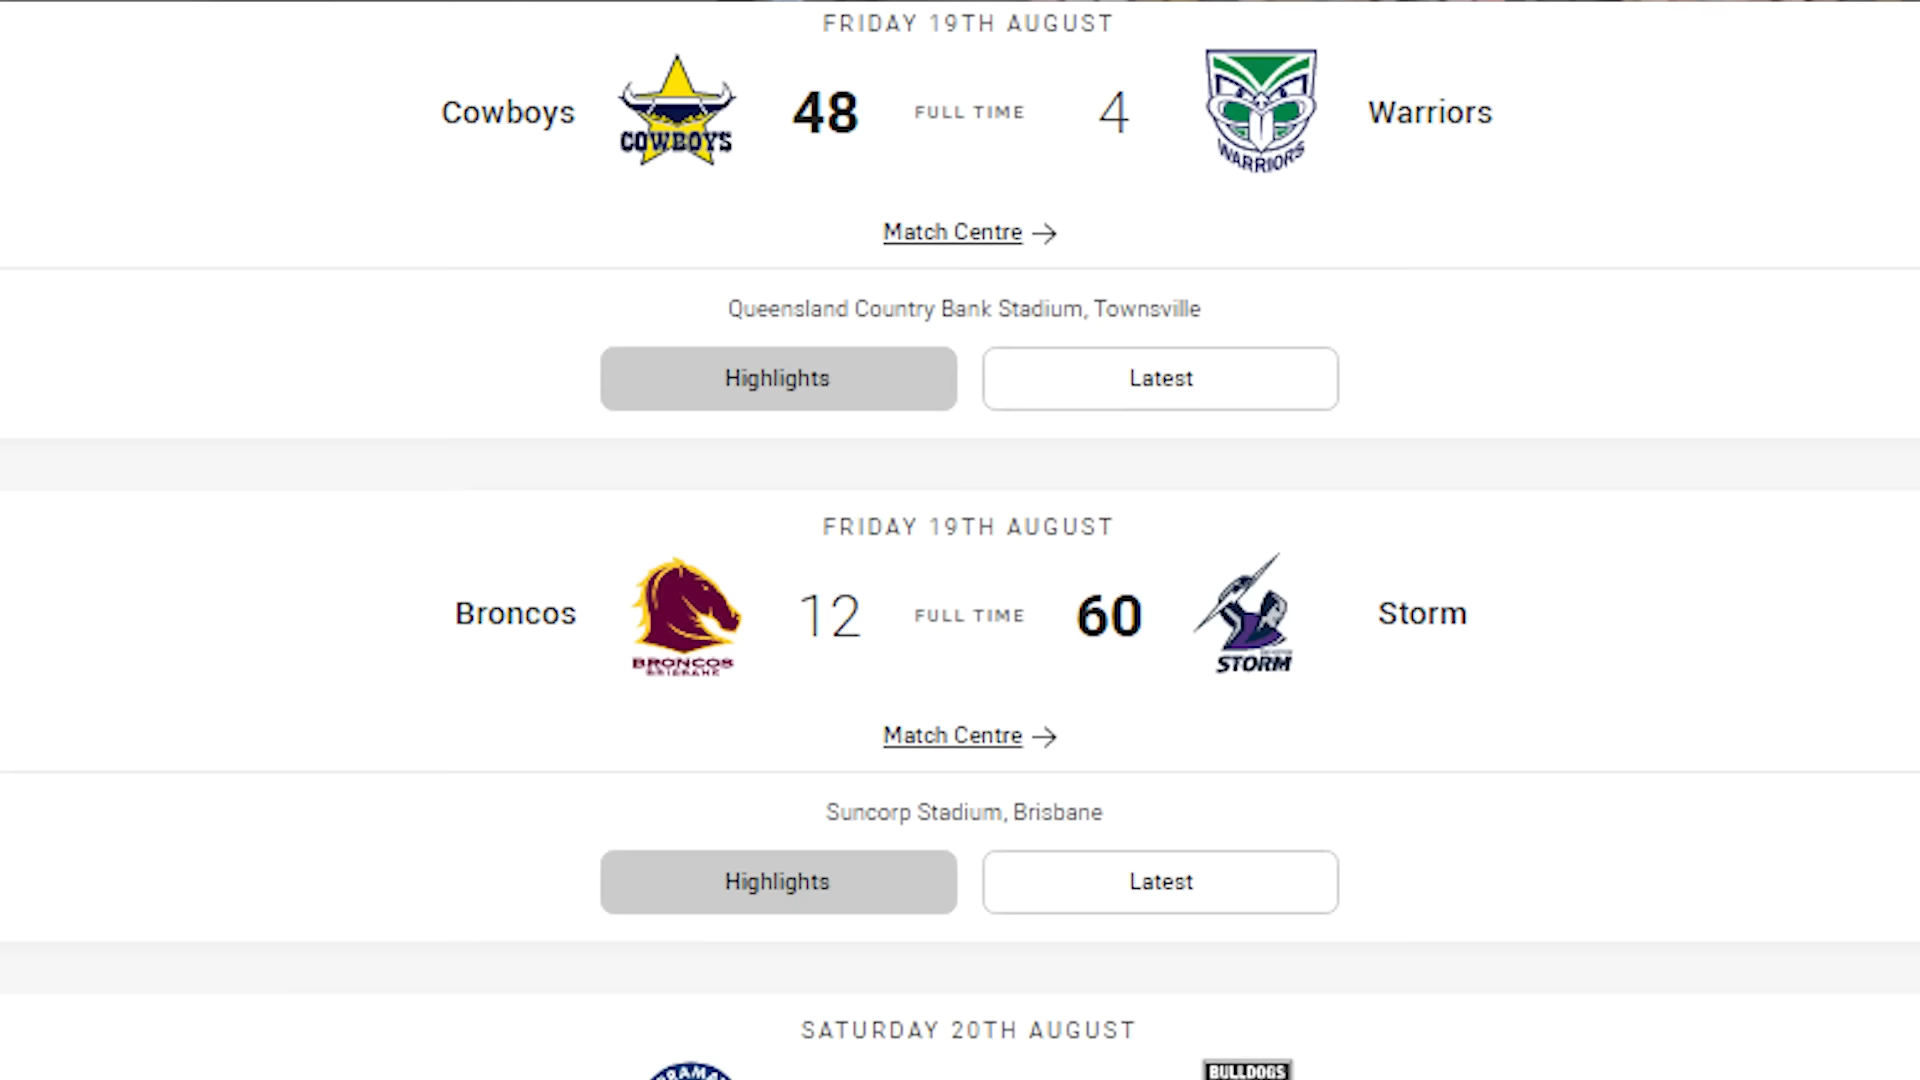 FRIDAY 19TH AUGUST
Cowboys COWBOYS 48 FULL TIME 4 WARRIORS Warriors
Match Centre
Queensland Country Bank Stadium, Townsville
Highlights Latest
FRIDAY 19TH AUGUST
Broncos BRONCOS BRISBANE 12 FULL TIME 60 STORM Storm
Match Centre
Suncorp Stadium, Brisbane
Highlights Latest
SATURDAY 20TH AUGUST
BULLDOGS